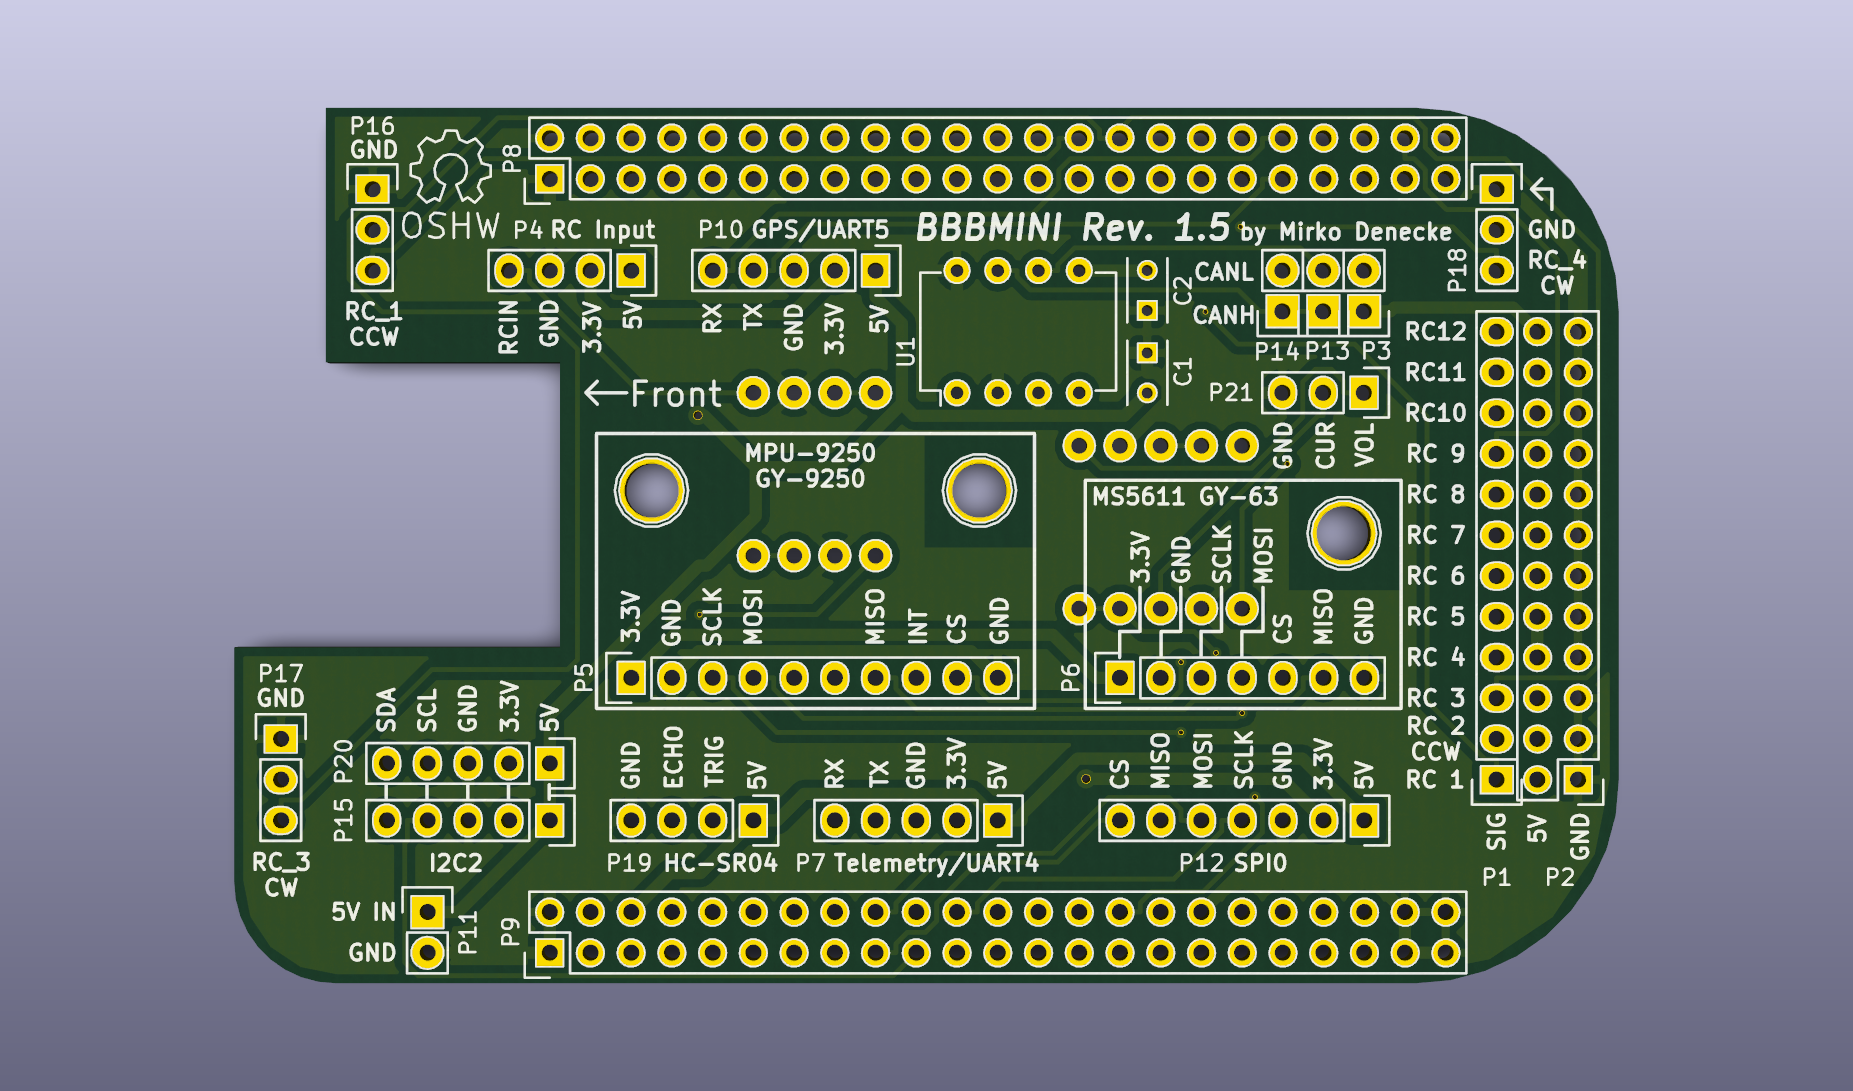 P16
GND
OSHW
RC_1
CCW
P8
P4 RC Input
RCIN
GND
3.3V
5V
P10 GPS/UART5
RX
TX
GND
3.3V
5V
BBBMINI Rev. 1.5 by Mirko Denecke
U1
C2
C1
CANL
CANH
P14
P13
P3
P18
GND
RC_4
CW
←Front
P21
GND
CUR
VOL
MPU-9250
GY-9250
3.3V
GND
SCLK
MOSI
MISO
INT
CS
GND
P5
MS5611 GY-63
3.3V
GND
SCLK
MOSI
CS
MISO
GND
P6
RC12
RC11
RC10
RC 9
RC 8
RC 7
RC 6
RC 5
RC 4
RC 3
RC 2
CCW
RC 1
SIG
5V
GND
P1
P2
P17
GND
RC_3
CW
SDA
SCL
GND
3.3V
5V
P20
P15
I2C2
GND
ECHO
TRIG
5V
P19 HC-SR04
RX
TX
GND
3.3V
5V
P7 Telemetry/UART4
CS
MISO
MOSI
SCLK
GND
3.3V
5V
P12 SPI0
5V IN
GND
P11
P9